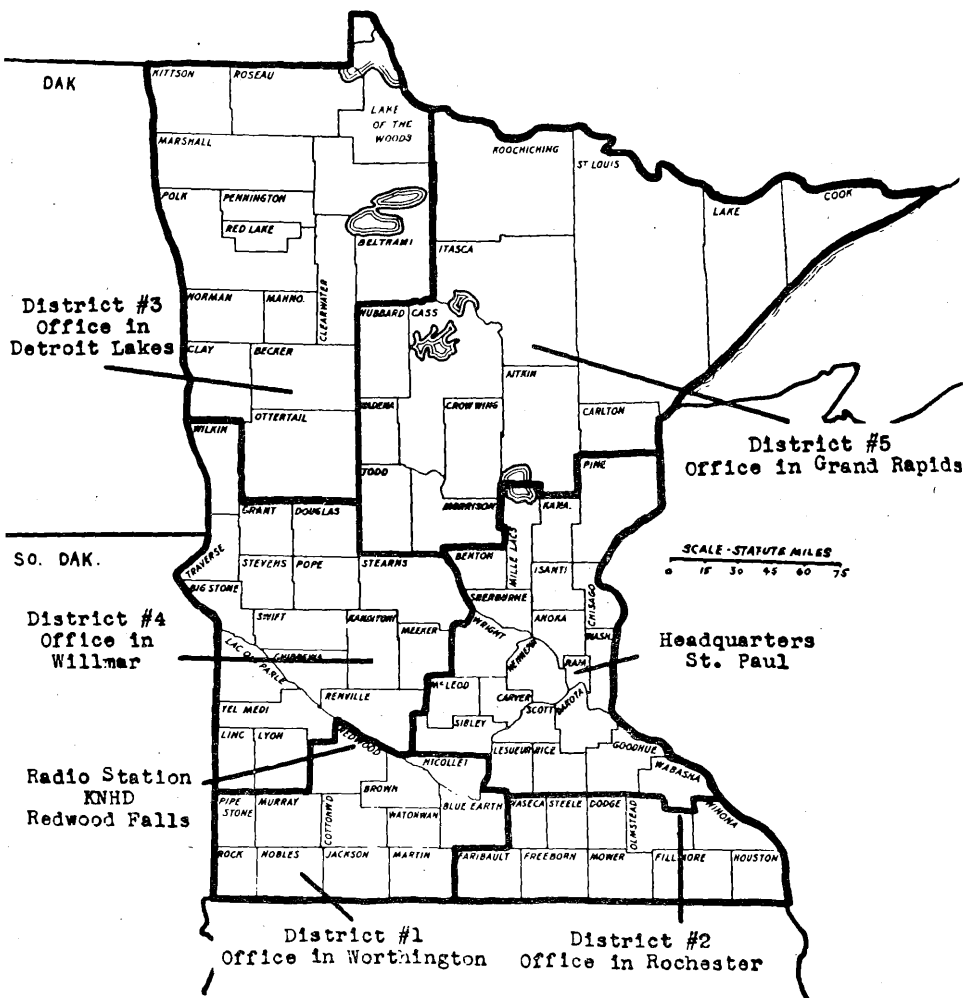 DAK
KITTSON
ROSEAU
LAKE
OF THE
WOODS
MARSHALL
KOOCHICHING
ST LOUIS
POLK
PENNINGTON
RED LAKE
LAKE
COOK
BELTRAMI
ITASCA
CLEARWATER
NORMAN
MAHNO.
HUBBARD
CASS
District #3
Office in
Detroit Lakes
CLAY
BECKER
AITKIN
WADENA
CROW WING
CARLTON
OTTERTAIL
WILKIN
District #5
Office in Grand Rapids
TODD
PINE
MORRISON
KANA.
GRANT
DOUGLAS
MILLE LACS
SO. DAK.
TRAVERSE
STEVENS
POPE
STEARNS
BENTON
ISANTI
SCALE-STATUTE MILES
0 15 30 45 60 75
BIG STONE
SHERBURNE
CHISAGO
District #4
Office in
Willmar
SWIFT
KANDIYOHI
MEEKER
WRIGHT
ANOKA
WASH.
Headquarters
St. Paul
LAC QUI PARLE
CHIPPEWA
HENNEPIN
RAM
RENVILLE
McLEOD
CARVER
SCOTT
DAKOTA
YEL MEDI
SIBLEY
LINC
LYON
REDWOOD
NICOLLET
LESUEUR
RICE
GOODHUE
WABASHA
Radio Station
KNHD
Redwood Falls
BROWN
PIPE
STONE
MURRAY
COTTONWD
WATONWAN
BLUE EARTH
WASECA
STEELE
DODGE
OLMSTEAD
WINONA
ROCK
NOBLES
JACKSON
MARTIN
FARIBAULT
FREEBORN
MOWER
FILLMORE
HOUSTON
District #1
Office in Worthington
District #2
Office in Rochester